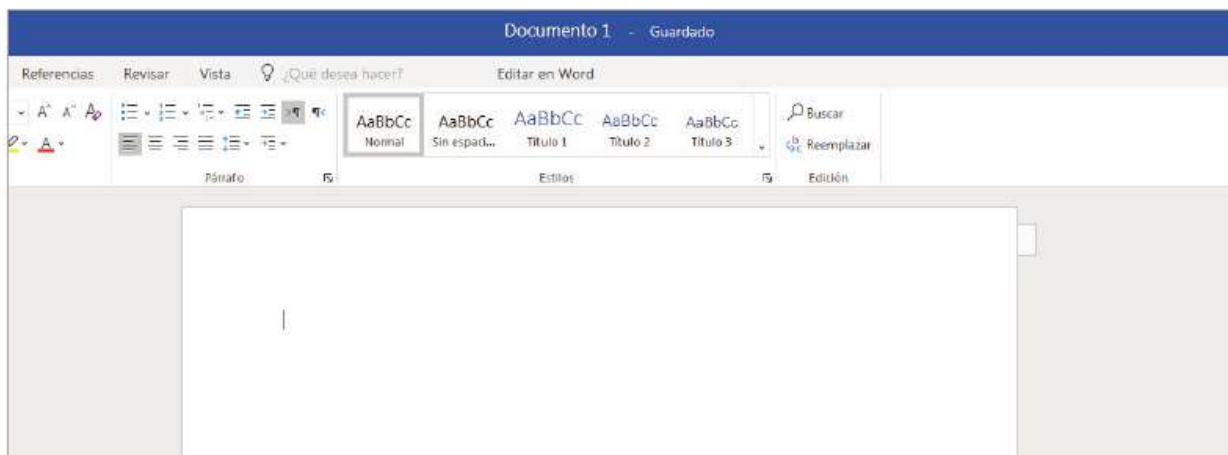 Documento 1 - Guardado
Referencias Revisar Vista ¿Qué desea hacer? Editar en Word
AaBbCc AaBbCc AaBbCc AaBbCc AaBbCc Buscar
Normal Sin espaci... Título 1 Título 2 Título 3 Reemplazar
Párrafo Estilos Edición